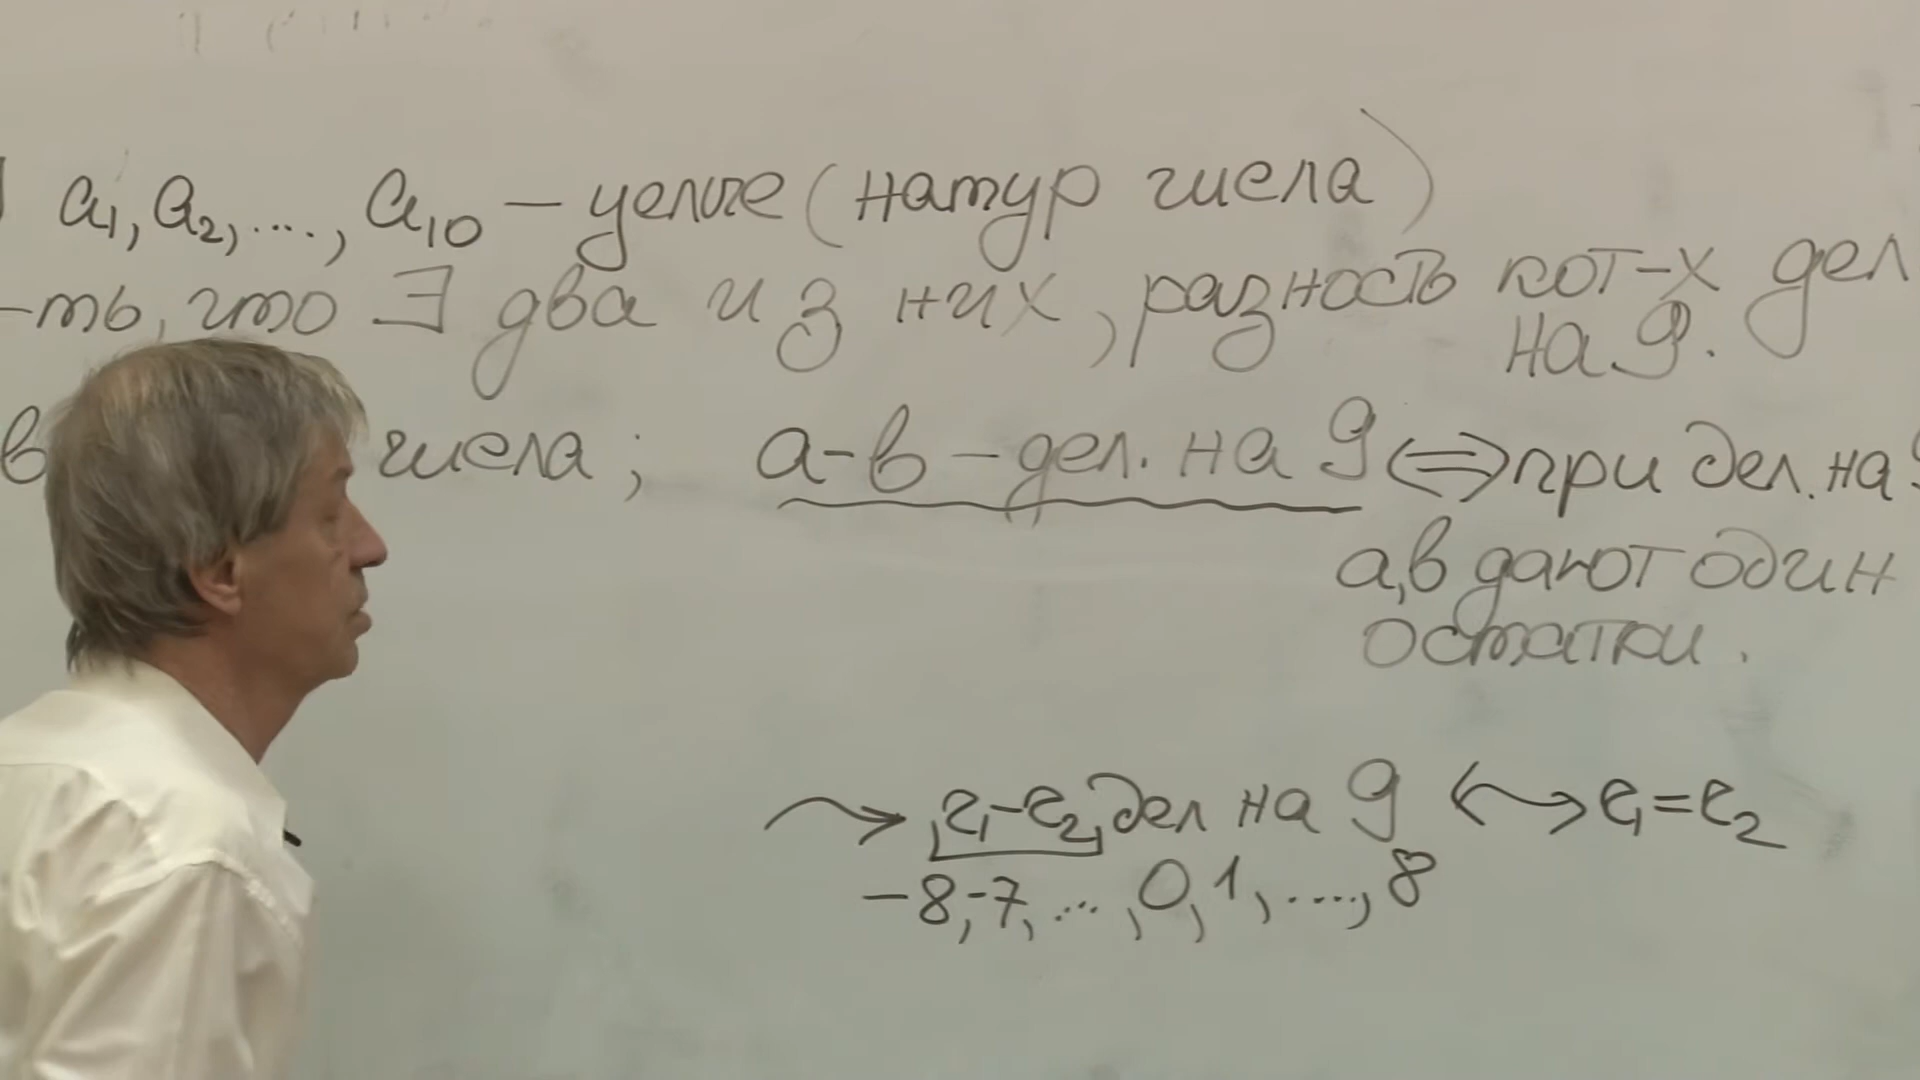 a₁, a₂, ...., a₁₀ – целые (натур числа)
-ть, что ∃ два из них, разность кот-х дел
на 9.
в числа; a-в – дел. на 9 ⟺ при дел. на 9
а, в дают один
остатки.
→ r₁-r₂ дел на 9 ↔ r₁=r₂
-8,-7, ..., 0, 1, ...., 8